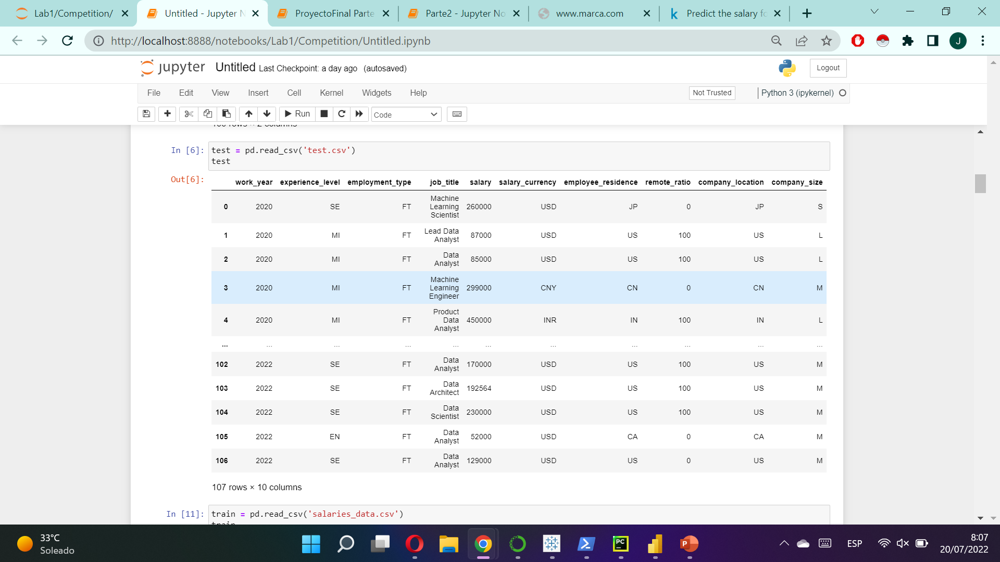 Lab1/Competition/
Untitled - Jupyter N
ProyectoFinal Parte
Parte2 - Jupyter No
www.marca.com
Predict the salary fo
http://localhost:8888/notebooks/Lab1/Competition/Untitled.ipynb
J
jupyter Untitled Last Checkpoint: a day ago (autosaved)
Logout
File Edit View Insert Cell Kernel Widgets Help
Not Trusted
Python 3 (ipykernel)
Run
Code
In [6]: test = pd.read_csv('test.csv')
test
Out[6]:
work_year experience_level employment_type job_title salary salary_currency employee_residence remote_ratio company_location company_size
0 2020 SE FT Machine Learning Scientist 260000 USD JP 0 JP S
1 2020 MI FT Lead Data Analyst 87000 USD US 100 US L
2 2020 MI FT Data Analyst 85000 USD US 100 US L
3 2020 MI FT Machine Learning Engineer 299000 CNY CN 0 CN M
4 2020 MI FT Product Data Analyst 450000 INR IN 100 IN L
... ... ... ... ... ... ... ... ... ... ...
102 2022 SE FT Data Analyst 170000 USD US 100 US M
103 2022 SE FT Data Architect 192564 USD US 100 US M
104 2022 SE FT Data Scientist 230000 USD US 100 US M
105 2022 EN FT Data Analyst 52000 USD CA 0 CA M
106 2022 SE FT Data Analyst 129000 USD US 0 US M
107 rows × 10 columns
In [11]: train = pd.read_csv('salaries_data.csv')
train
33°C
Soleado
PC
P
ESP
8:07
20/07/2022